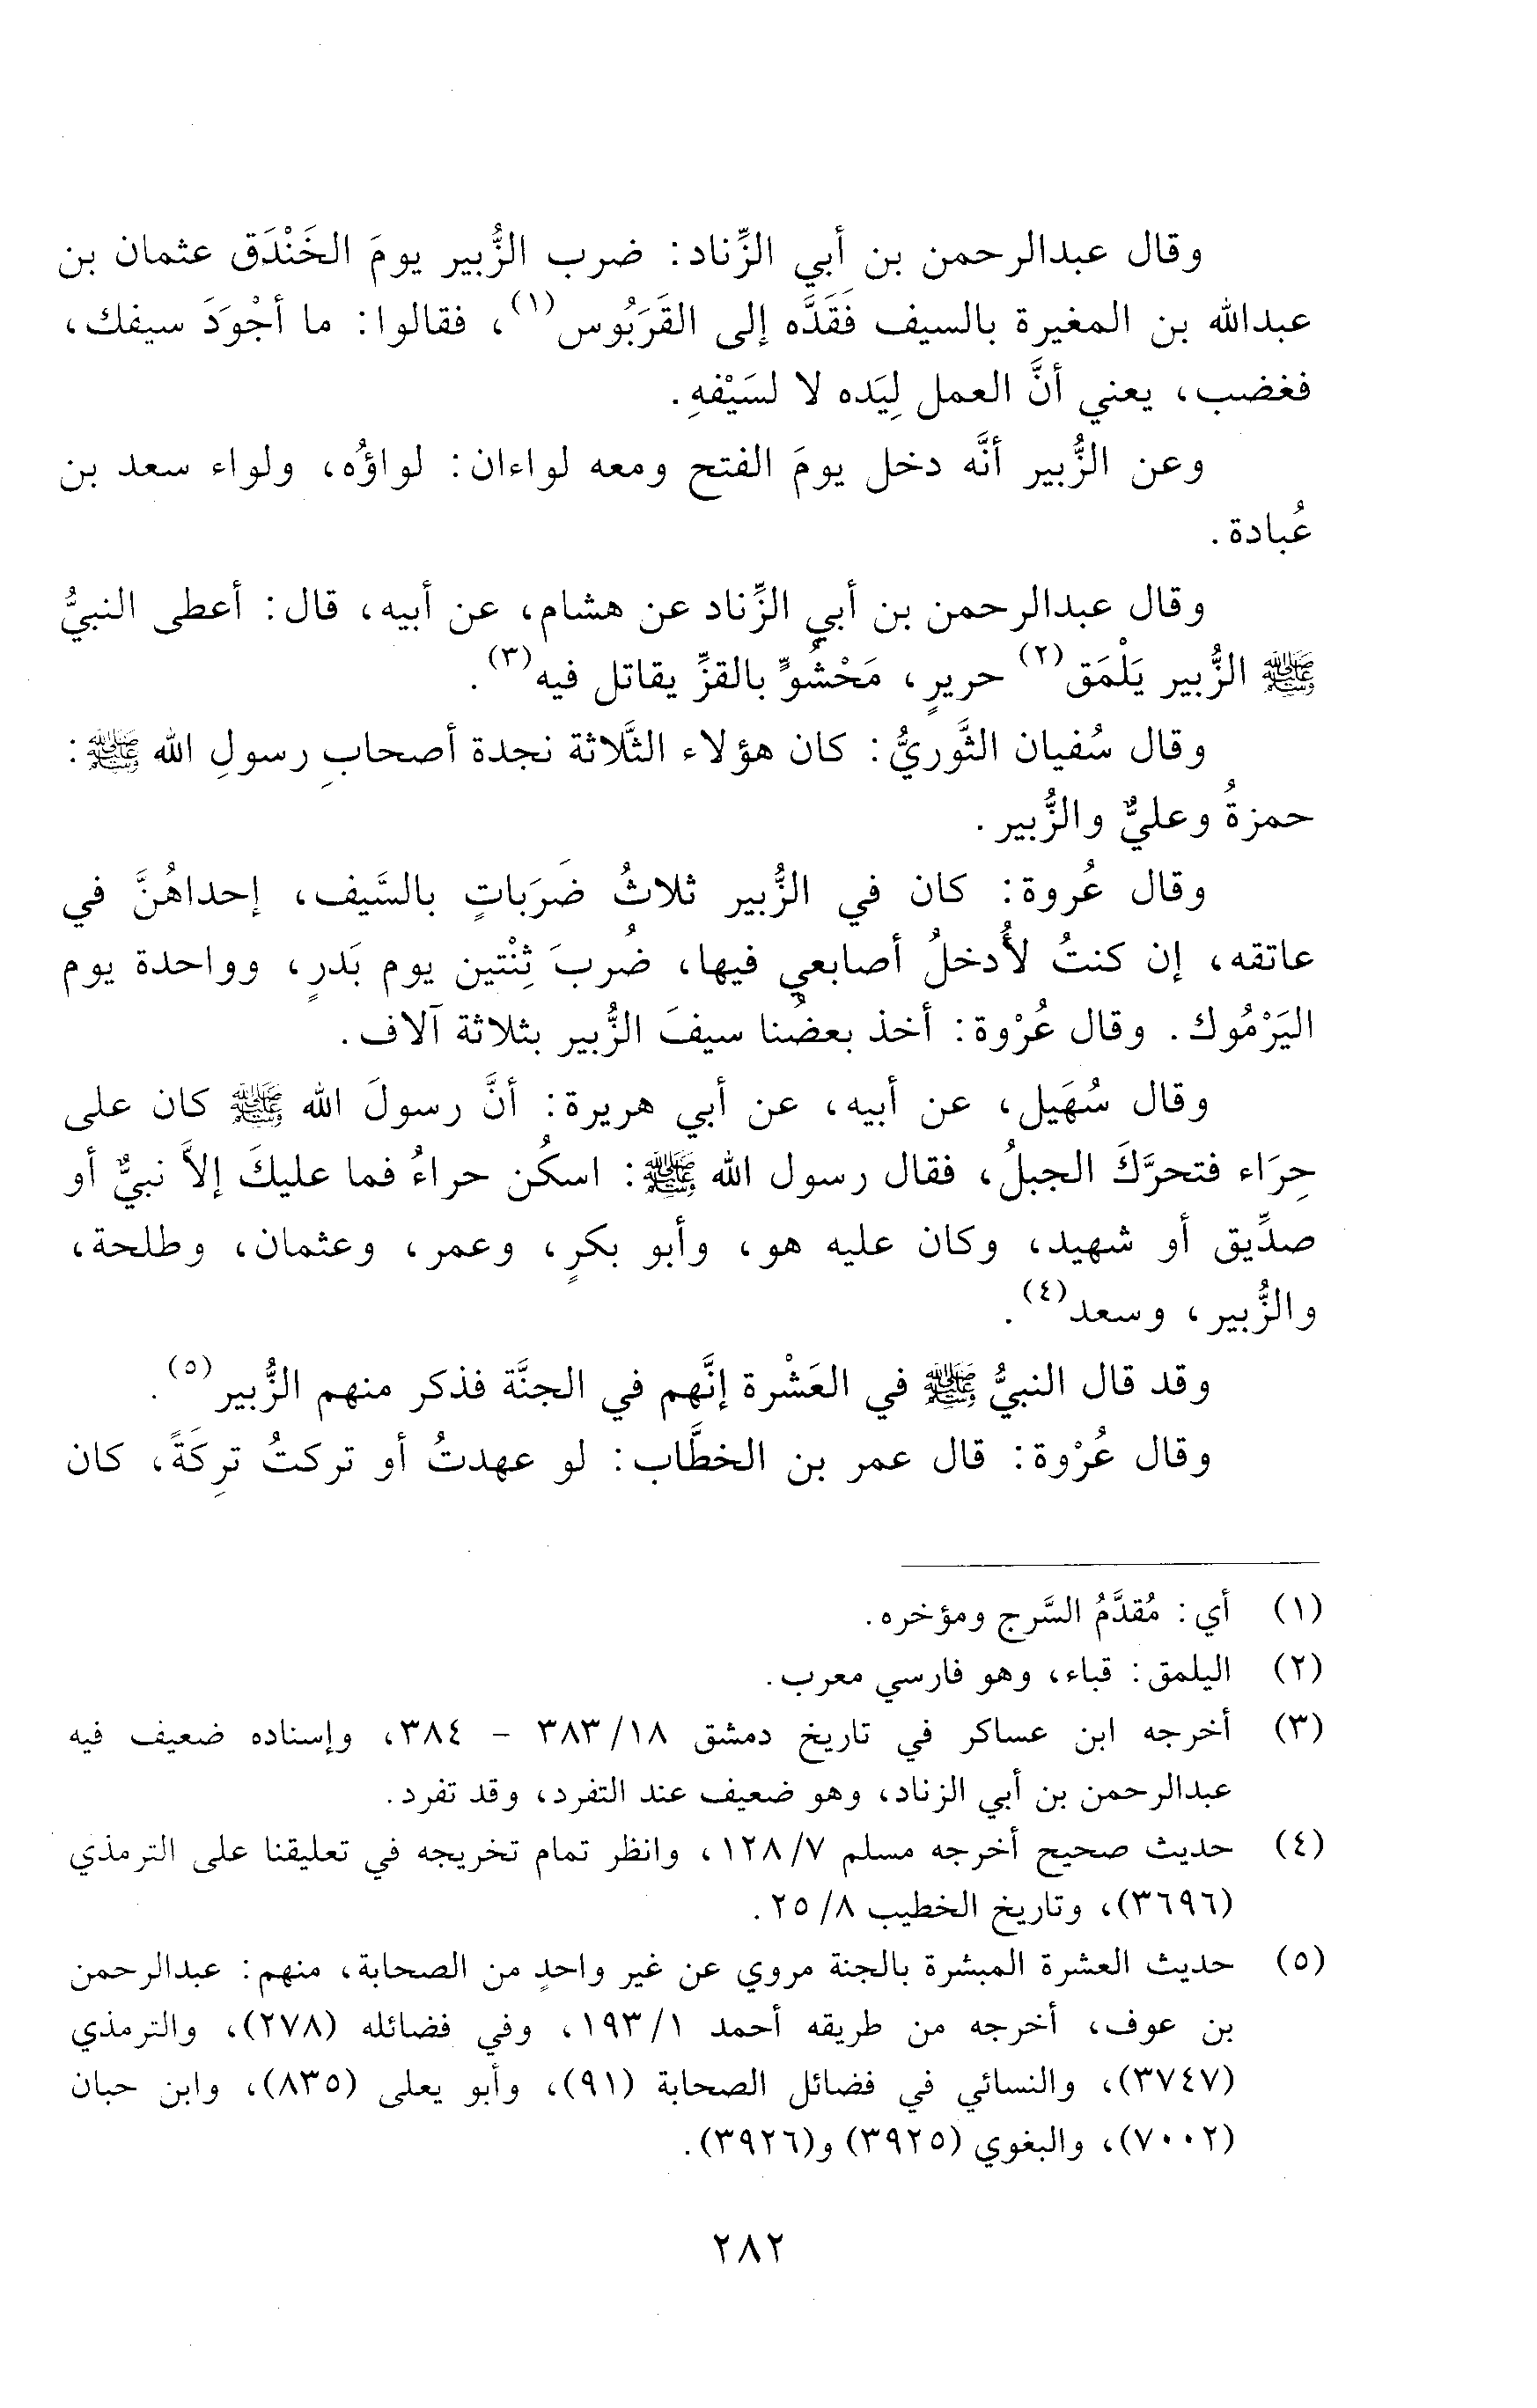 وقال عبدالرحمن بن أبي الزِّناد: ضرب الزُّبير يومَ الخَنْدَق عثمان بن
عبدالله بن المغيرة بالسيف فَقَدَّه إلى القَرَبُوس(١)، فقالوا: ما أجْوَدَ سيفك،
فغضب، يعني أنَّ العمل لِيَده لا لسَيْفهِ.
وعن الزُّبير أنَّه دخل يومَ الفتح ومعه لواءان: لواؤُه، ولواء سعد بن
عُبادة.
وقال عبدالرحمن بن أبي الزِّناد عن هشام، عن أبيه، قال: أعطى النبيُّ
ﷺ الزُّبير يَلْمَق(٢) حريرٍ، مَحْشُوٍّ بالقزِّ يقاتل فيه(٣).
وقال سُفيان الثَّوريُّ: كان هؤلاء الثَّلاثة نجدة أصحابِ رسولِ الله ﷺ:
حمزةُ وعليٌّ والزُّبير.
وقال عُروة: كان في الزُّبير ثلاثُ ضَرَباتٍ بالسَّيف، إحداهُنَّ في
عاتقه، إن كنتُ لأُدخلُ أصابعي فيها، ضُربَ ثِنْتين يوم بَدرٍ، وواحدة يوم
اليَرْمُوك. وقال عُرْوة: أخذ بعضُنا سيفَ الزُّبير بثلاثة آلاف.
وقال سُهَيل، عن أبيه، عن أبي هريرة: أنَّ رسولَ الله ﷺ كان على
حِرَاء فتحرَّكَ الجبلُ، فقال رسول الله ﷺ: اسكُن حراءُ فما عليكَ إلاَّ نبيٌّ أو
صدِّيق أو شهيد، وكان عليه هو، وأبو بكرٍ، وعمر، وعثمان، وطلحة،
والزُّبير، وسعد(٤).
وقد قال النبيُّ ﷺ في العَشْرة إنَّهم في الجنَّة فذكر منهم الزُّبير(٥).
وقال عُرْوة: قال عمر بن الخطَّاب: لو عهدتُ أو تركتُ تَرِكَةً، كان
(١) أي: مُقدَّمُ السَّرج ومؤخره.
(٢) اليلمق: قباء، وهو فارسي معرب.
(٣) أخرجه ابن عساكر في تاريخ دمشق ١٨/ ٣٨٣ - ٣٨٤، وإسناده ضعيف فيه
عبدالرحمن بن أبي الزناد، وهو ضعيف عند التفرد، وقد تفرد.
(٤) حديث صحيح أخرجه مسلم ٧/ ١٢٨، وانظر تمام تخريجه في تعليقنا على الترمذي
(٣٦٩٦)، وتاريخ الخطيب ٨/ ٢٥.
(٥) حديث العشرة المبشرة بالجنة مروي عن غير واحدٍ من الصحابة، منهم: عبدالرحمن
بن عوف، أخرجه من طريقه أحمد ١/ ١٩٣، وفي فضائله (٢٧٨)، والترمذي
(٣٧٤٧)، والنسائي في فضائل الصحابة (٩١)، وأبو يعلى (٨٣٥)، وابن حبان
(٧٠٠٢)، والبغوي (٣٩٢٥) و(٣٩٢٦).
٢٨٢